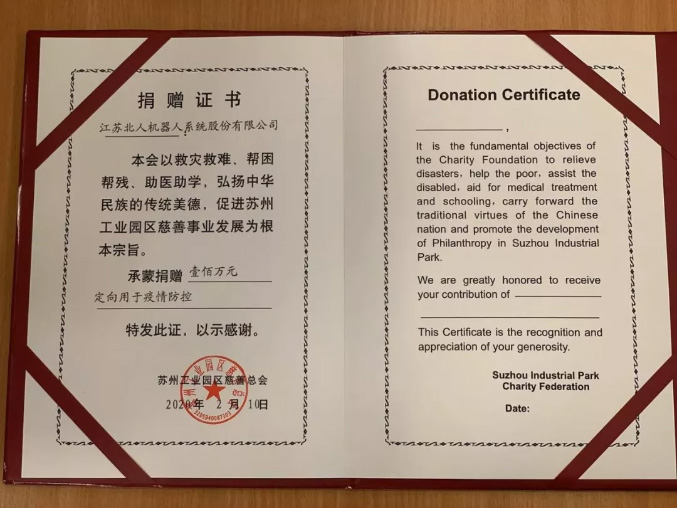 捐赠证书
江苏北人机器人系统股份有限公司
:
本会以救灾救难、帮困
帮残、助医助学，弘扬中华
民族的传统美德，促进苏州
工业园区慈善事业发展为根
本宗旨。
承蒙捐赠 壹佰万元
定向用于疫情防控
特发此证，以示感谢。
苏州工业园区慈善总会
2020年 2 月 10日
Donation Certificate
,
It is the fundamental objectives of
the Charity Foundation to relieve
disasters, help the poor, assist the
disabled, aid for medical treatment
and schooling, carry forward the
traditional virtues of the Chinese
nation and promote the development
of Philanthropy in Suzhou Industrial
Park.
We are greatly honored to receive
your contribution of
This Certificate is the recognition and
appreciation of your generosity.
Suzhou Industrial Park
Charity Federation
Date: